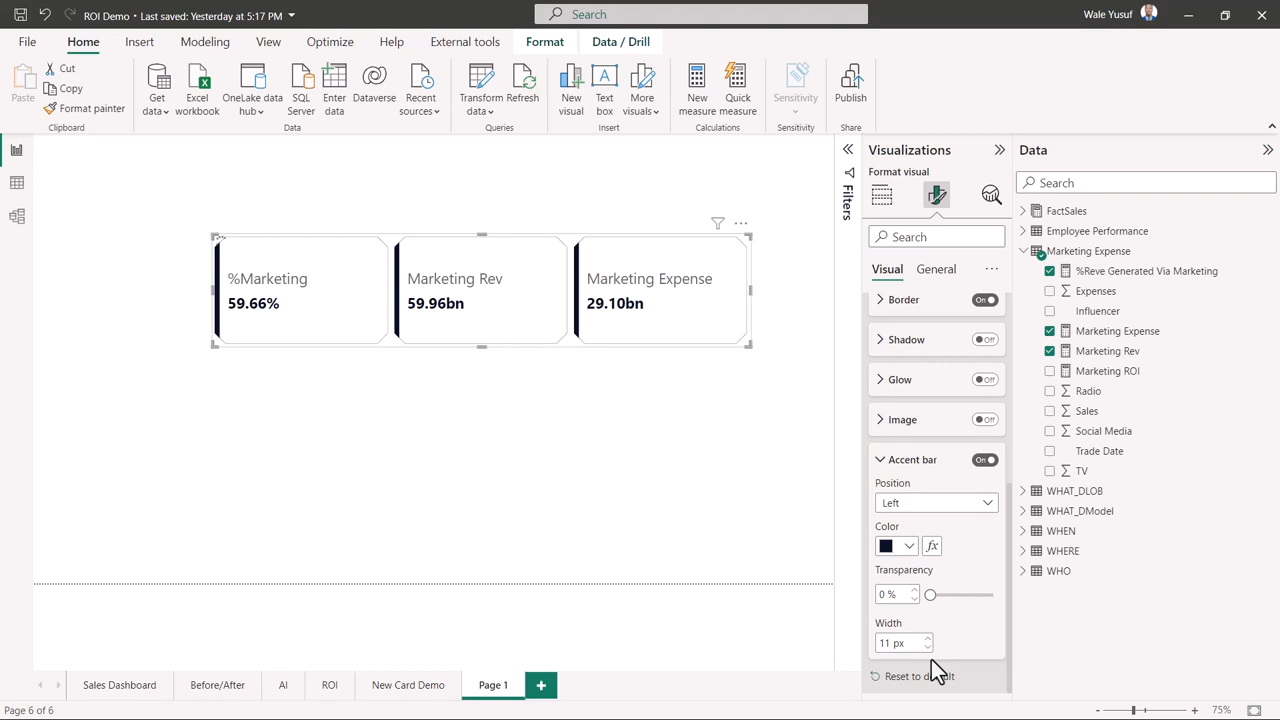 ROI Demo • Last saved: Yesterday at 5:17 PM
Search
Wale Yusuf
File
Home
Insert
Modeling
View
Optimize
Help
External tools
Format
Data / Drill
Paste
Cut
Copy
Format painter
Clipboard
Get data
Excel workbook
OneLake data hub
SQL Server
Enter data
Dataverse
Recent sources
Data
Transform data
Refresh
Queries
New visual
Text box
More visuals
Insert
New measure
Quick measure
Calculations
Sensitivity
Sensitivity
Publish
Share
%Marketing
59.66%
Marketing Rev
59.96bn
Marketing Expense
29.10bn
Filters
Visualizations
Format visual
Search
Visual
General
Border
On
Shadow
Off
Glow
Off
Image
Off
Accent bar
On
Position
Left
Color
fx
Transparency
0 %
Width
11 px
Reset to default
Data
Search
FactSales
Employee Performance
Marketing Expense
%Reve Generated Via Marketing
Expenses
Influencer
Marketing Expense
Marketing Rev
Marketing ROI
Radio
Sales
Social Media
Trade Date
TV
WHAT_DLOB
WHAT_DModel
WHEN
WHERE
WHO
Sales Dashboard
Before/After
AI
ROI
New Card Demo
Page 1
Page 6 of 6
75%